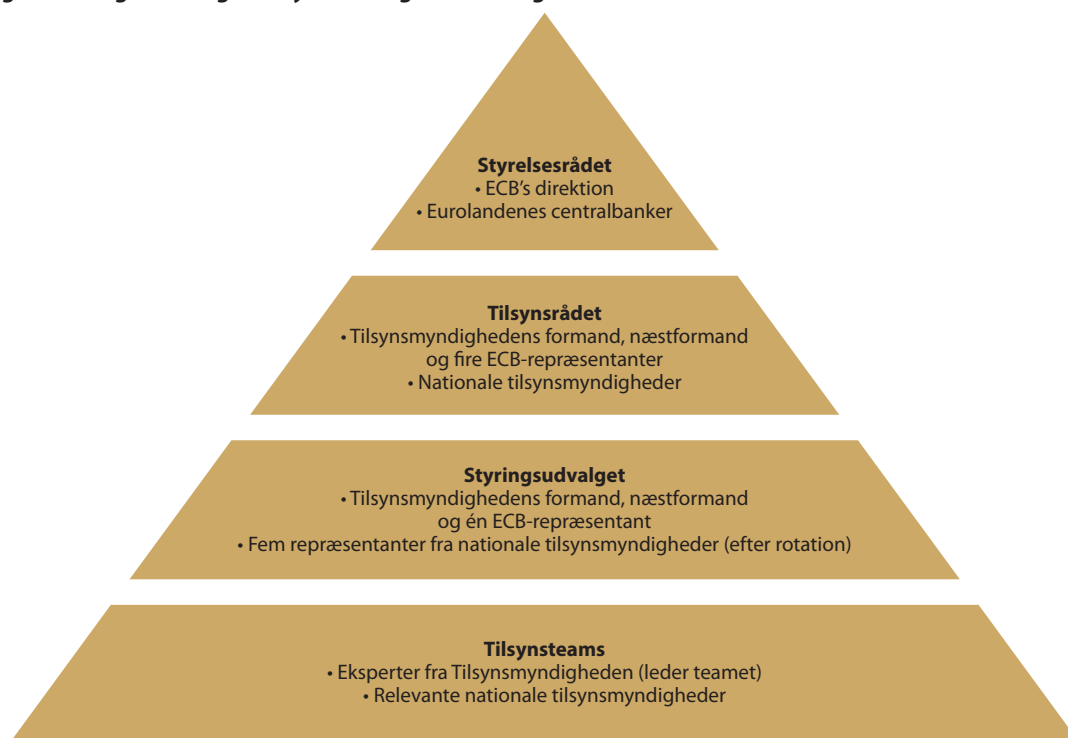 Styrelsesrådet
• ECB's direktion
• Eurolandenes centralbanker
Tilsynsrådet
• Tilsynsmyndighedens formand, næstformand
og fire ECB-repræsentanter
• Nationale tilsynsmyndigheder
Styringsudvalget
• Tilsynsmyndighedens formand, næstformand
og én ECB-repræsentant
• Fem repræsentanter fra nationale tilsynsmyndigheder (efter rotation)
Tilsynsteams
• Eksperter fra Tilsynsmyndigheden (leder teamet)
• Relevante nationale tilsynsmyndigheder